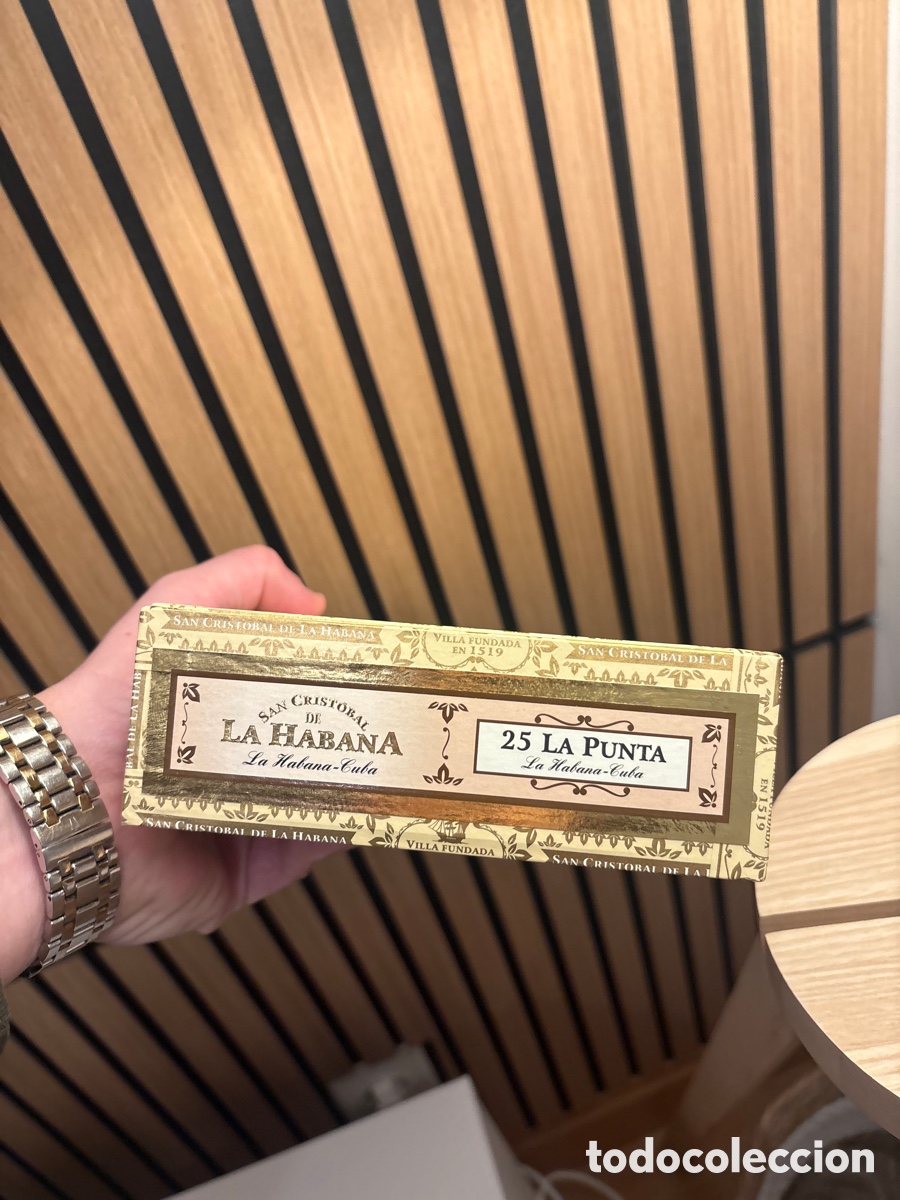 SAN CRISTOBAL DE LA HABANA
VILLA FUNDADA
EN 1519
SAN CRISTOBAL DE LA
SAN CRISTOBAL
DE
LA HABANA
La Habana-Cuba
25 LA PUNTA
La Habana-Cuba
EN 1519
SAN CRISTOBAL DE LA HABANA
VILLA FUNDADA
SAN CRISTOBAL DE LA
todocoleccion